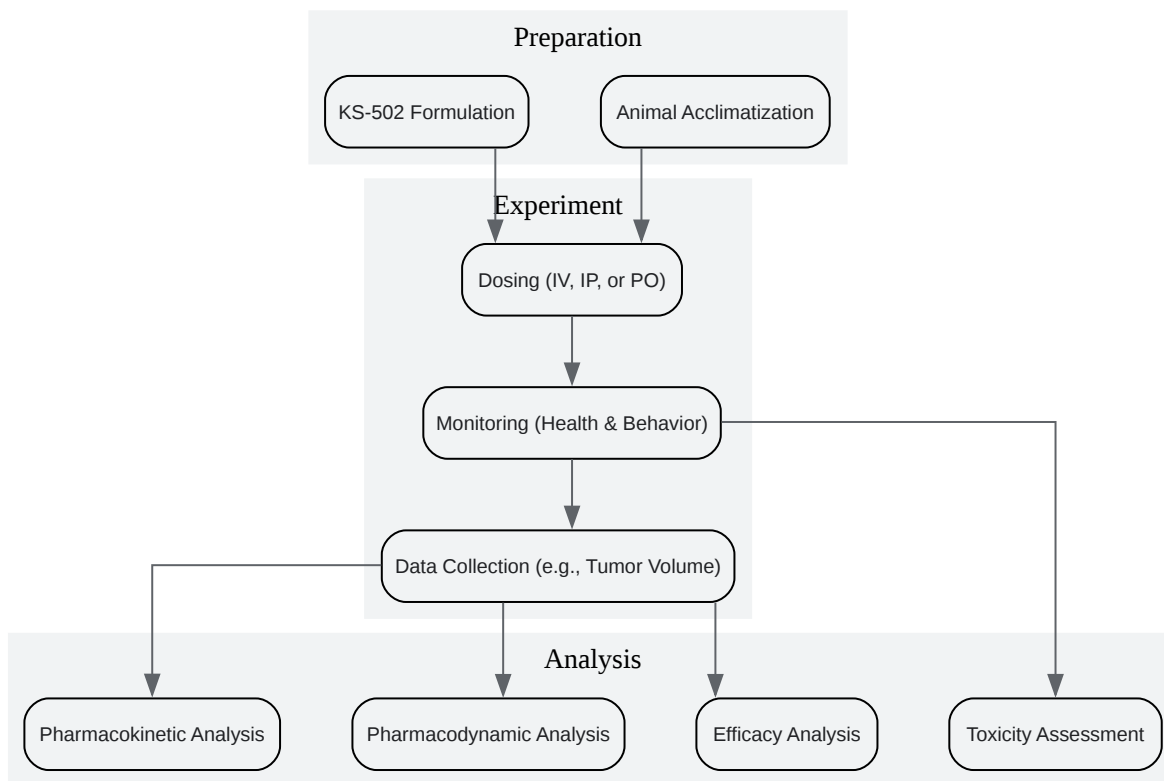 Preparation
KS-502 Formulation
Animal Acclimatization
Experiment
Dosing (IV, IP, or PO)
Monitoring (Health & Behavior)
Data Collection (e.g., Tumor Volume)
Analysis
Pharmacokinetic Analysis
Pharmacodynamic Analysis
Efficacy Analysis
Toxicity Assessment